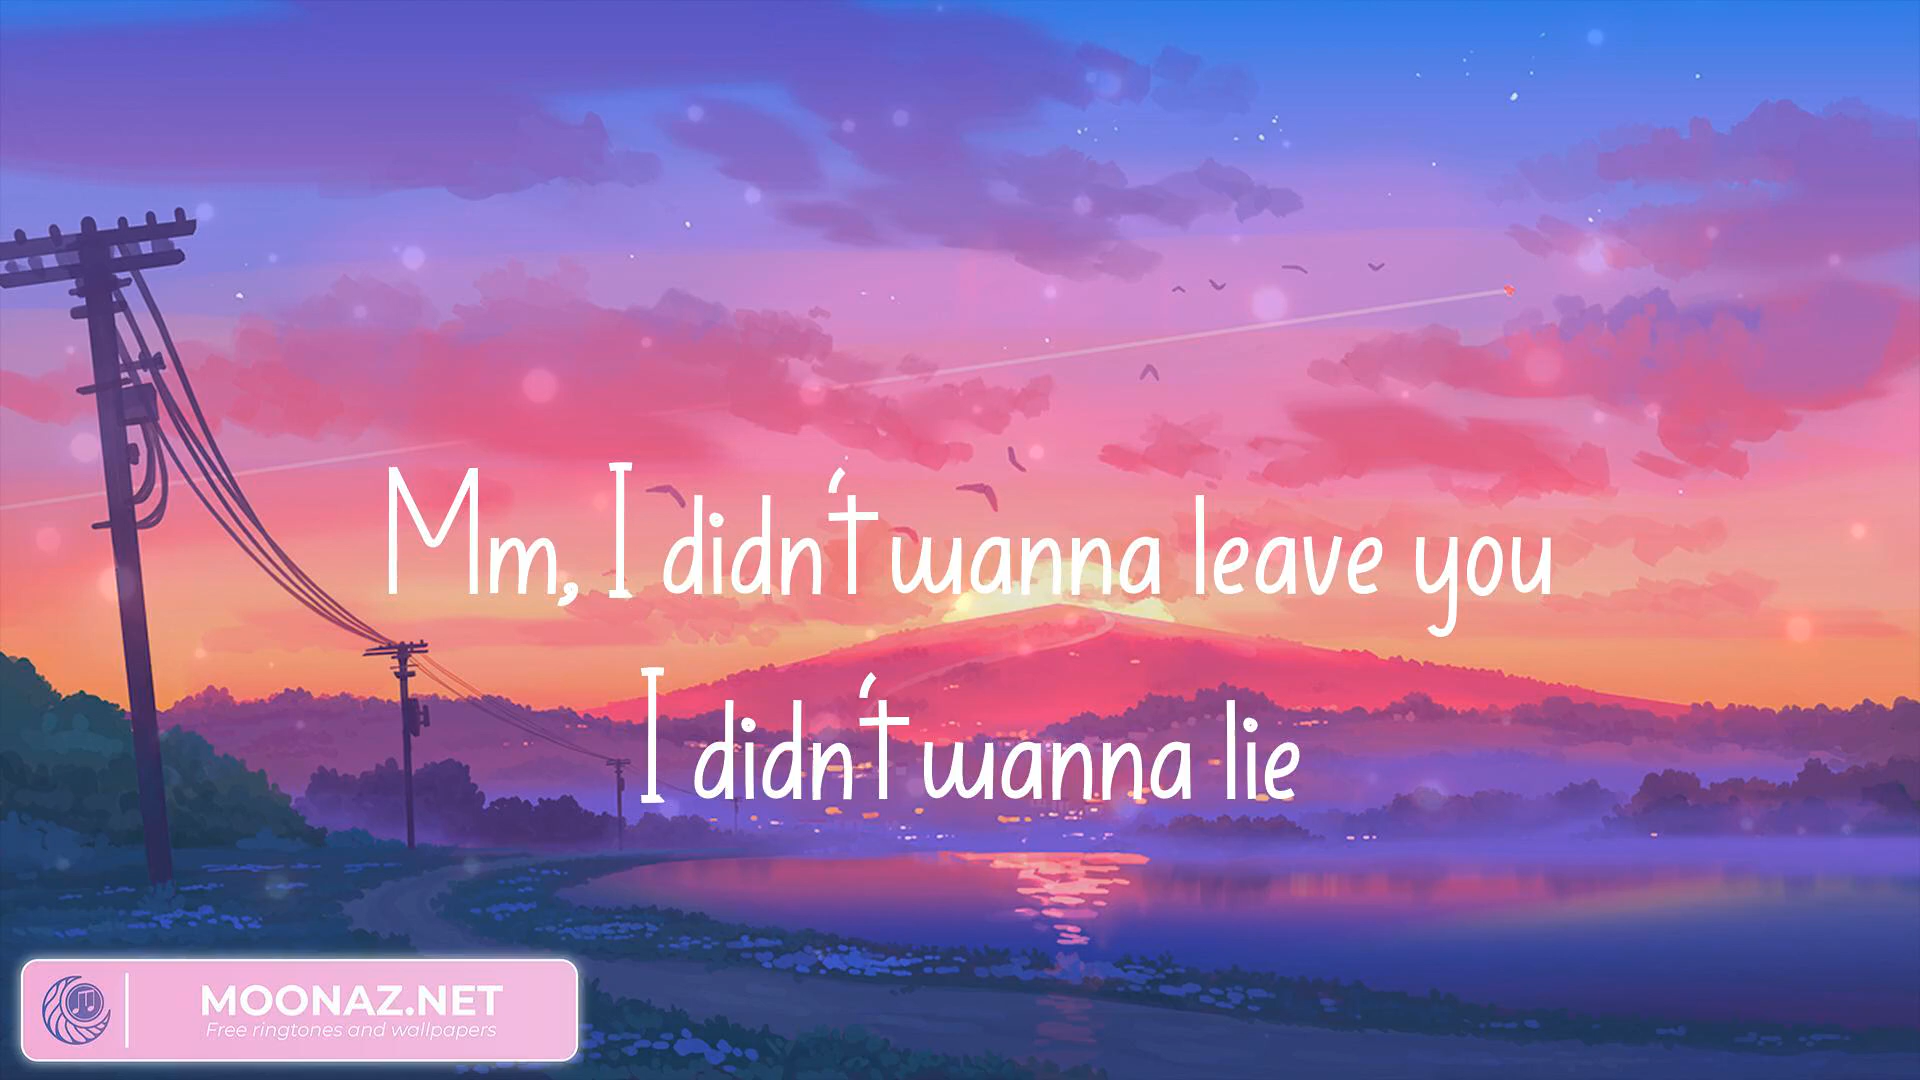 Mm, I didn't wanna leave you
I didn't wanna lie
MOONAZ.NET
Free ringtones and wallpapers